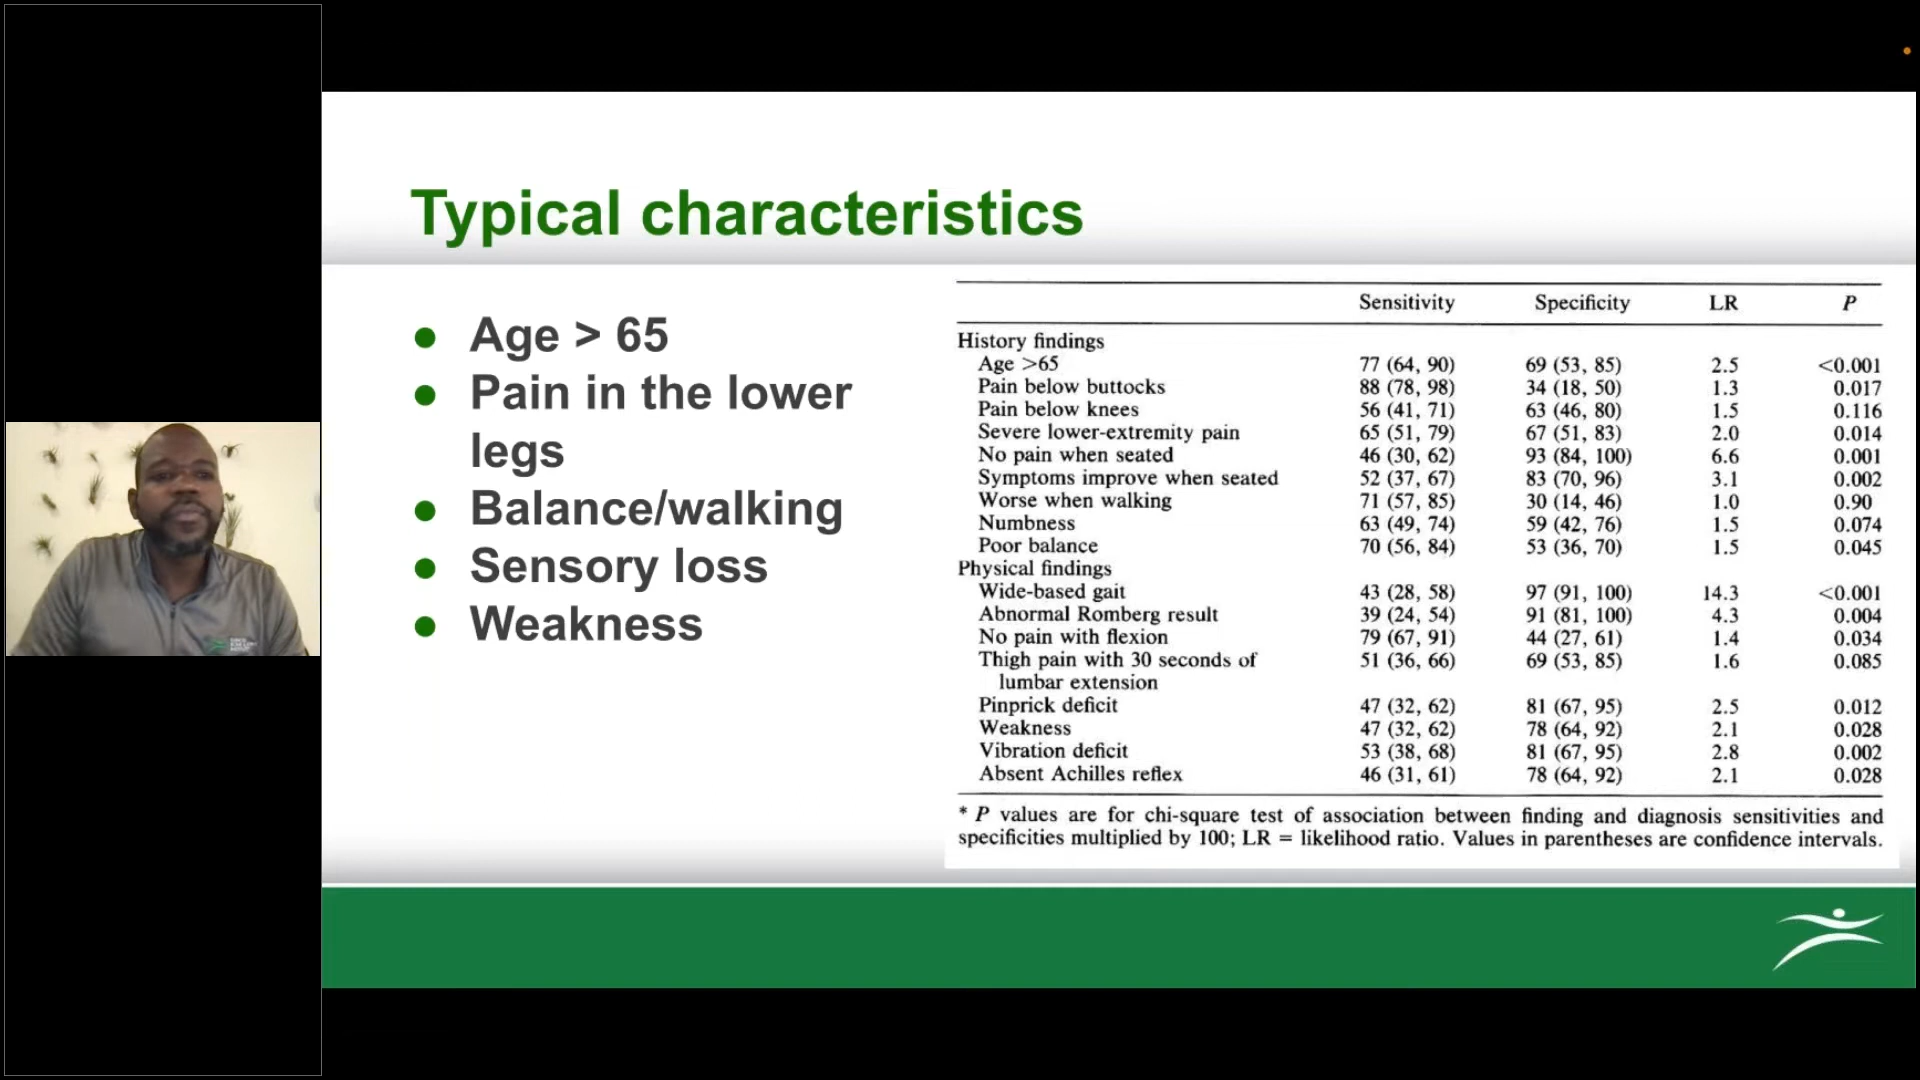 Typical characteristics
● Age > 65
● Pain in the lower
legs
● Balance/walking
● Sensory loss
● Weakness
Sensitivity Specificity LR P
History findings
Age >65 77 (64, 90) 69 (53, 85) 2.5 <0.001
Pain below buttocks 88 (78, 98) 34 (18, 50) 1.3 0.017
Pain below knees 56 (41, 71) 63 (46, 80) 1.5 0.116
Severe lower-extremity pain 65 (51, 79) 67 (51, 83) 2.0 0.014
No pain when seated 46 (30, 62) 93 (84, 100) 6.6 0.001
Symptoms improve when seated 52 (37, 67) 83 (70, 96) 3.1 0.002
Worse when walking 71 (57, 85) 30 (14, 46) 1.0 0.90
Numbness 63 (49, 74) 59 (42, 76) 1.5 0.074
Poor balance 70 (56, 84) 53 (36, 70) 1.5 0.045
Physical findings
Wide-based gait 43 (28, 58) 97 (91, 100) 14.3 <0.001
Abnormal Romberg result 39 (24, 54) 91 (81, 100) 4.3 0.004
No pain with flexion 79 (67, 91) 44 (27, 61) 1.4 0.034
Thigh pain with 30 seconds of 51 (36, 66) 69 (53, 85) 1.6 0.085
lumbar extension
Pinprick deficit 47 (32, 62) 81 (67, 95) 2.5 0.012
Weakness 47 (32, 62) 78 (64, 92) 2.1 0.028
Vibration deficit 53 (38, 68) 81 (67, 95) 2.8 0.002
Absent Achilles reflex 46 (31, 61) 78 (64, 92) 2.1 0.028
* P values are for chi-square test of association between finding and diagnosis sensitivities and
specificities multiplied by 100; LR = likelihood ratio. Values in parentheses are confidence intervals.